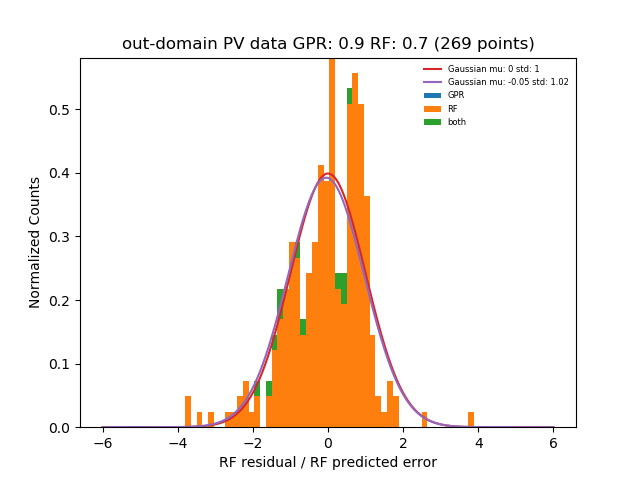 out-domain PV data GPR: 0.9 RF: 0.7 (269 points)
Gaussian mu: 0 std: 1
Gaussian mu: -0.05 std: 1.02
GPR
RF
both
Normalized Counts
0.5
0.4
0.3
0.2
0.1
0.0
−6 −4 −2 0 2 4 6
RF residual / RF predicted error